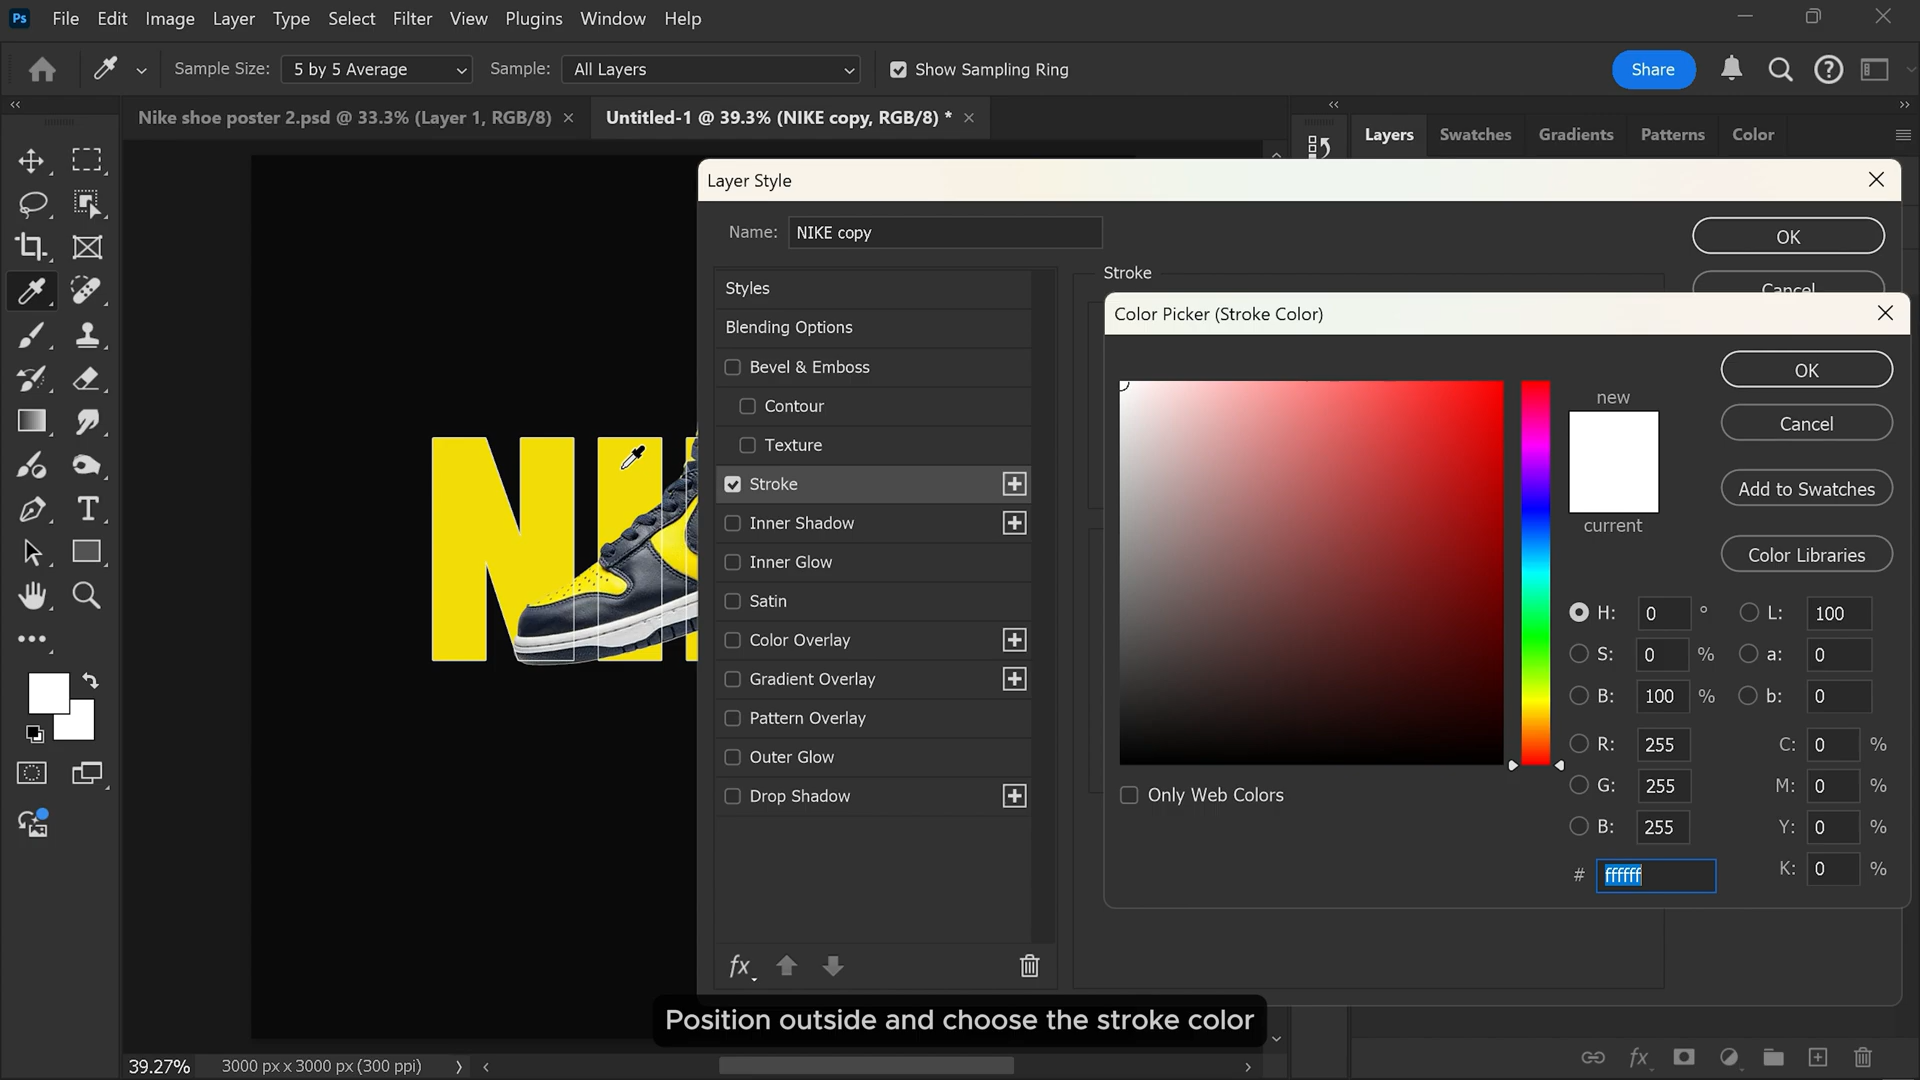 Ps File Edit Image Layer Type Select Filter View Plugins Window Help
Sample Size: 5 by 5 Average Sample: All Layers Show Sampling Ring Share
Nike shoe poster 2.psd @ 33.3% (Layer 1, RGB/8) × Untitled-1 @ 39.3% (NIKE copy, RGB/8) * ×
Layers Swatches Gradients Patterns Color
Layer Style
Name: NIKE copy
OK
Cancel
Styles
Blending Options
Bevel & Emboss
Contour
Texture
Stroke
Inner Shadow
Inner Glow
Satin
Color Overlay
Gradient Overlay
Pattern Overlay
Outer Glow
Drop Shadow
fx
Stroke
Color Picker (Stroke Color)
new
current
OK
Cancel
Add to Swatches
Color Libraries
H: 0 ° L: 100
S: 0 % a: 0
B: 100 % b: 0
R: 255 C: 0 %
G: 255 M: 0 %
B: 255 Y: 0 %
# ffffff K: 0 %
Only Web Colors
NI
Position outside and choose the stroke color
39.27% 3000 px x 3000 px (300 ppi)
fx